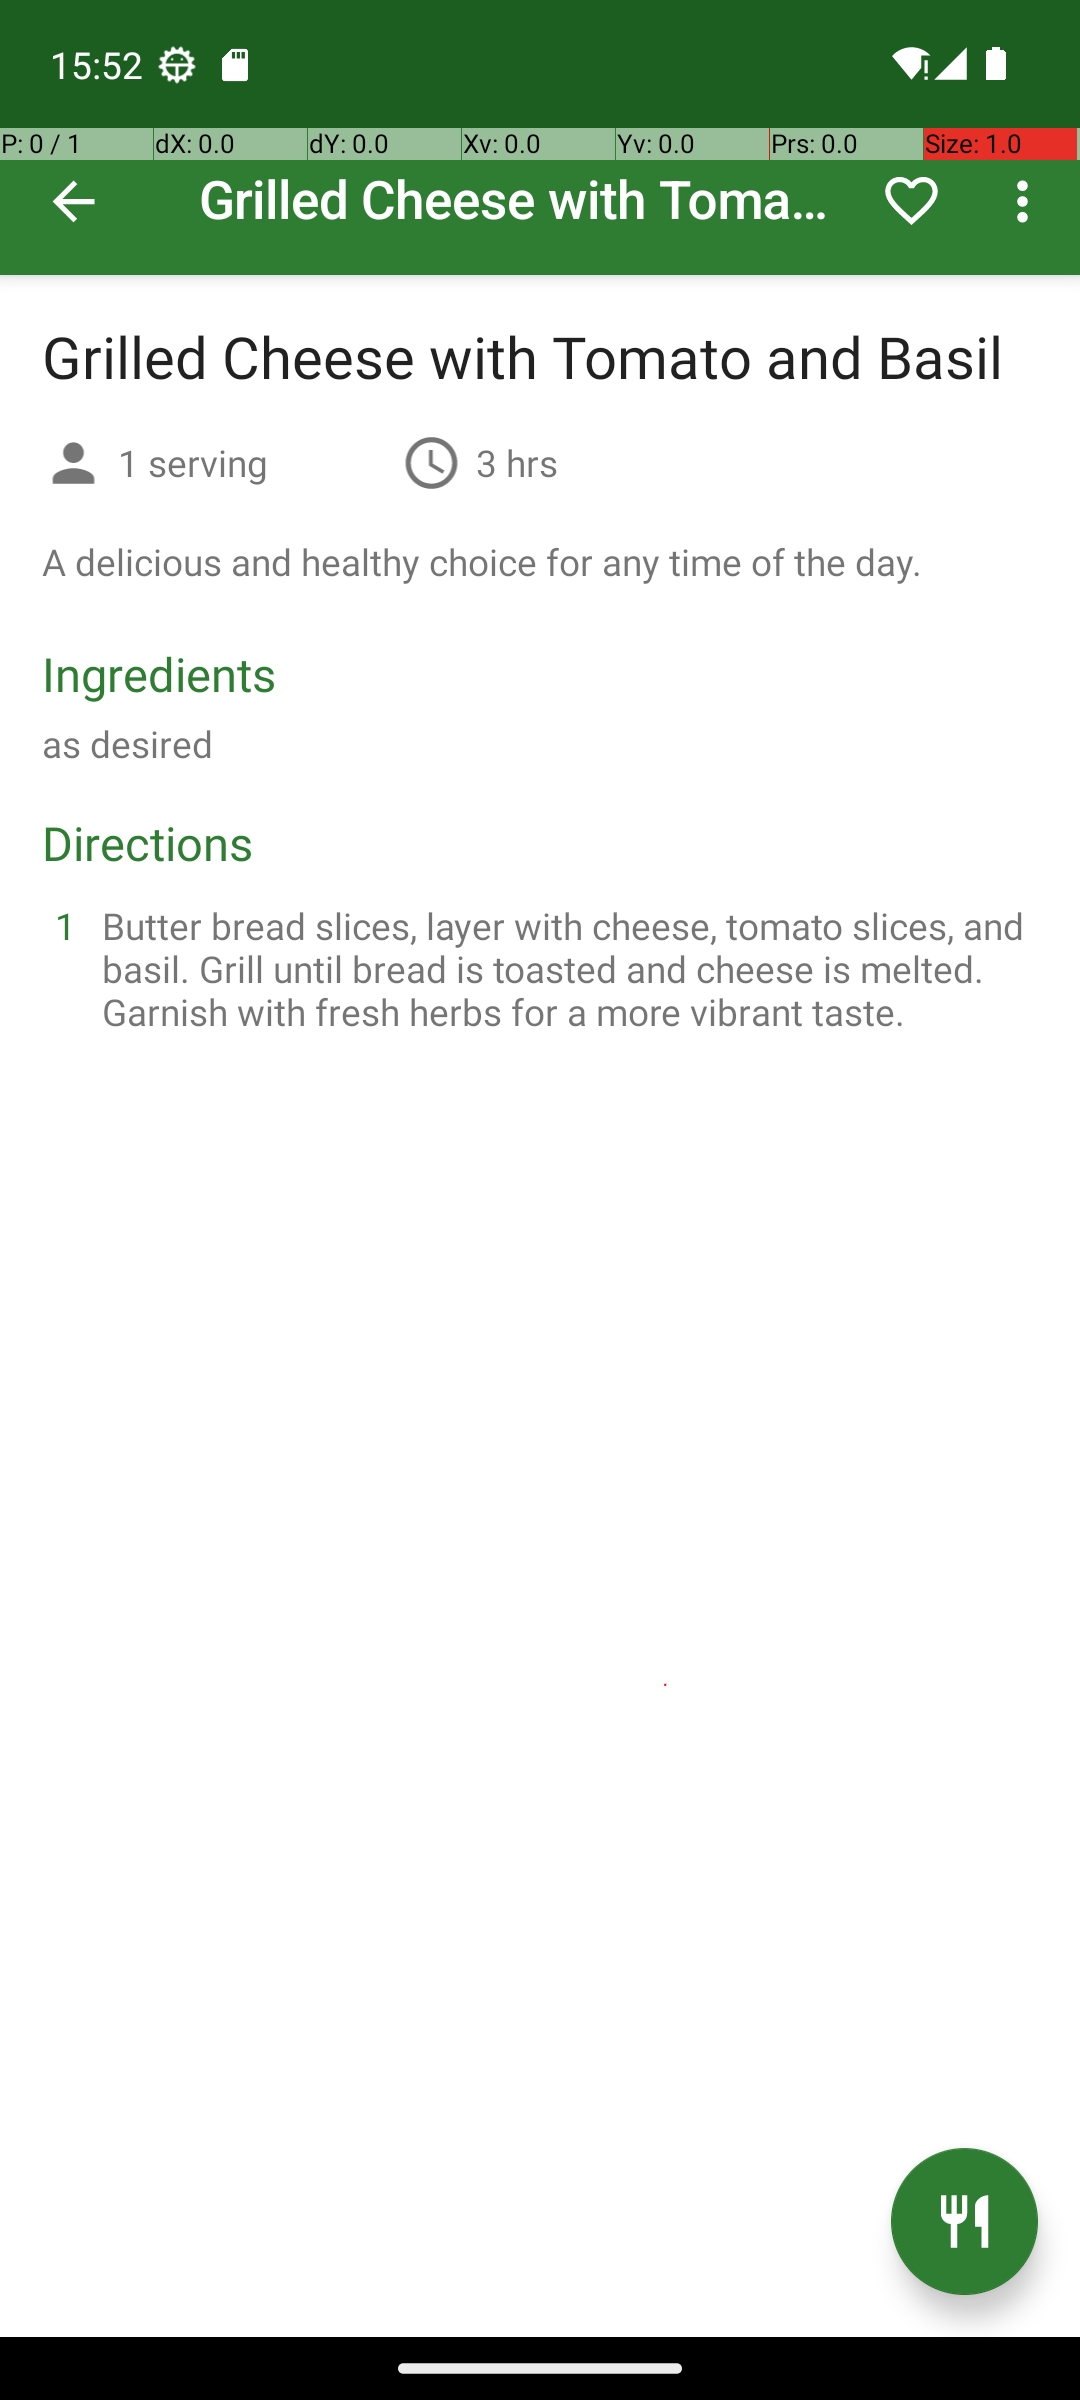 15:52
P: 0 / 1 dX: 0.0 dY: 0.0 Xv: 0.0 Yv: 0.0 Prs: 0.0 Size: 1.0
Grilled Cheese with Toma...
Grilled Cheese with Tomato and Basil
1 serving 3 hrs
A delicious and healthy choice for any time of the day.
Ingredients
as desired
Directions
1 Butter bread slices, layer with cheese, tomato slices, and
basil. Grill until bread is toasted and cheese is melted.
Garnish with fresh herbs for a more vibrant taste.